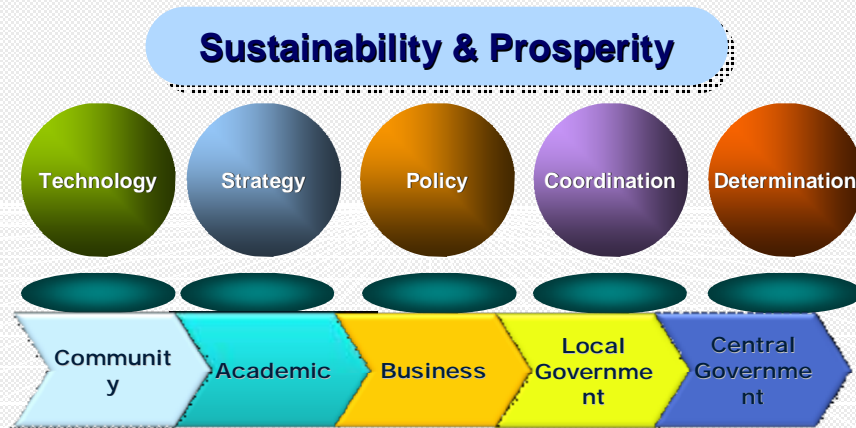 Sustainability & Prosperity
Technology
Strategy
Policy
Coordination
Determination
Communit
y
Academic
Business
Local
Governme
nt
Central
Governme
nt